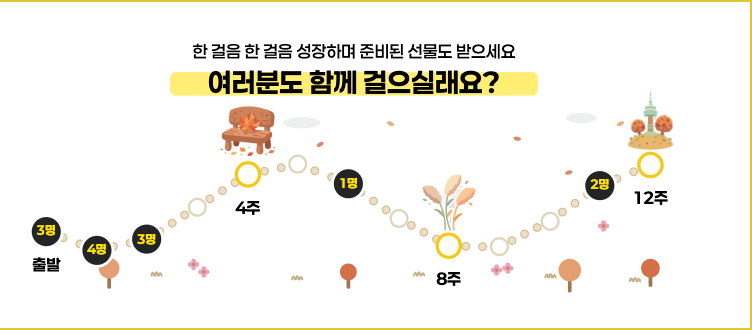 한 걸음 한 걸음 성장하며 준비된 선물도 받으세요
여러분도 함께 걸으실래요?
1명
2명
4주
12주
3명
4명
3명
출발
8주